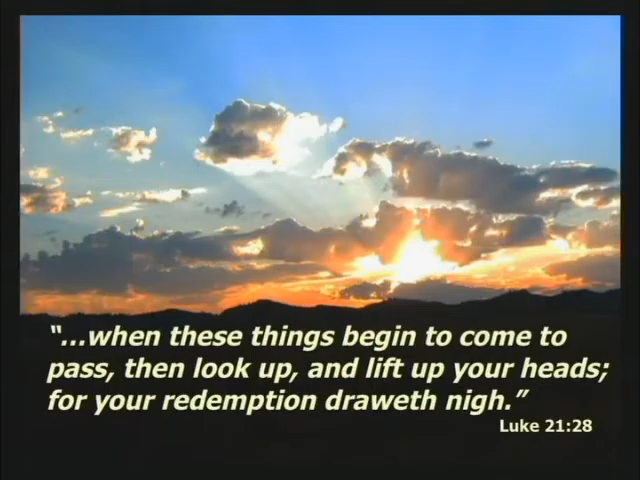 “...when these things begin to come to
pass, then look up, and lift up your heads;
for your redemption draweth nigh.”
Luke 21:28